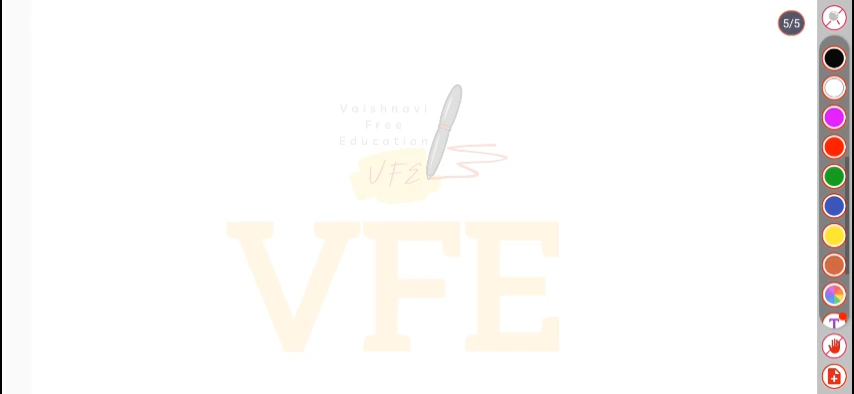 5/5
Vaishnavi
Free
Education
VFE
VFE
T